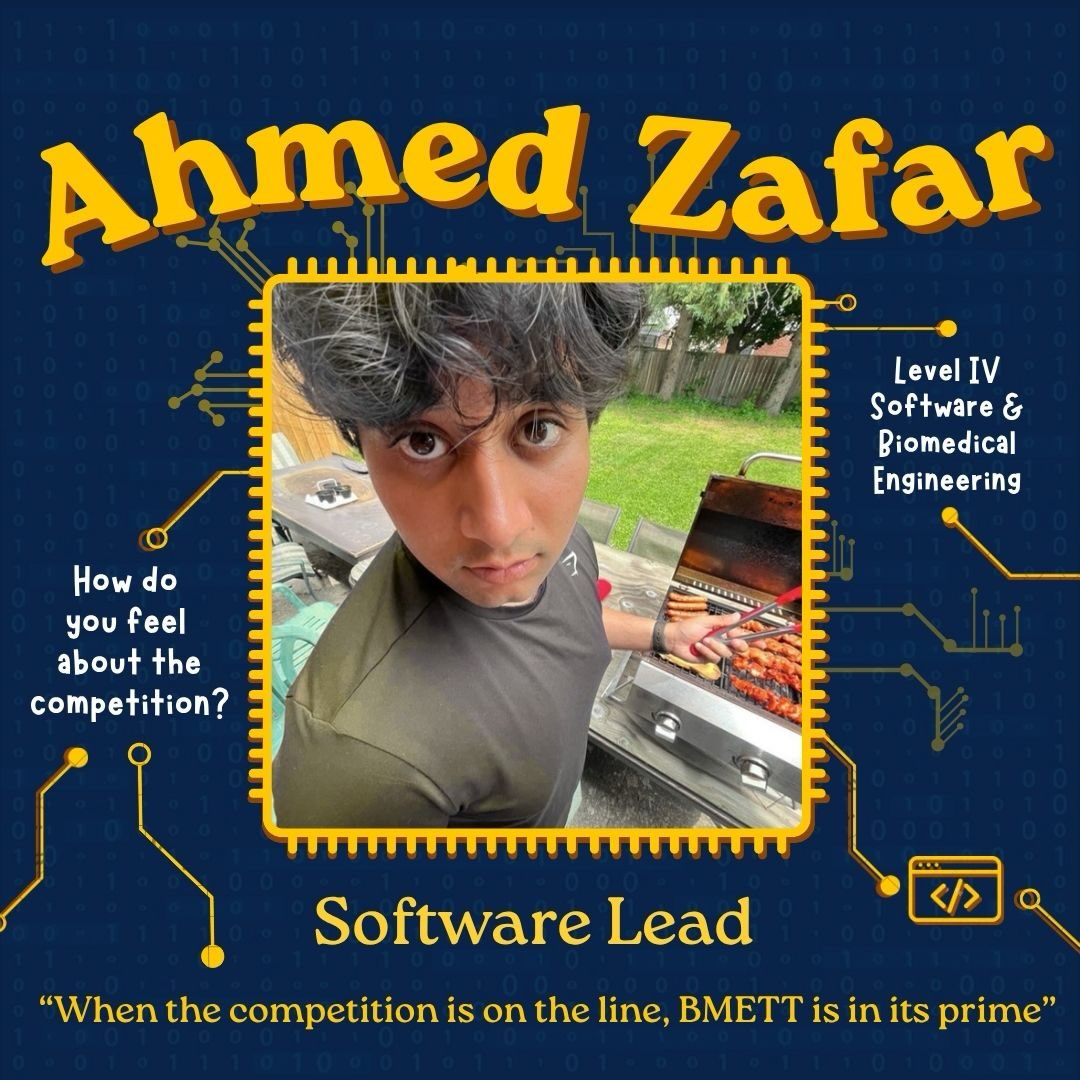 Ahmed Zafar
Level IV
Software &
Biomedical
Engineering
How do
you feel
about the
competition?
</>
Software Lead
“When the competition is on the line, BMETT is in its prime”